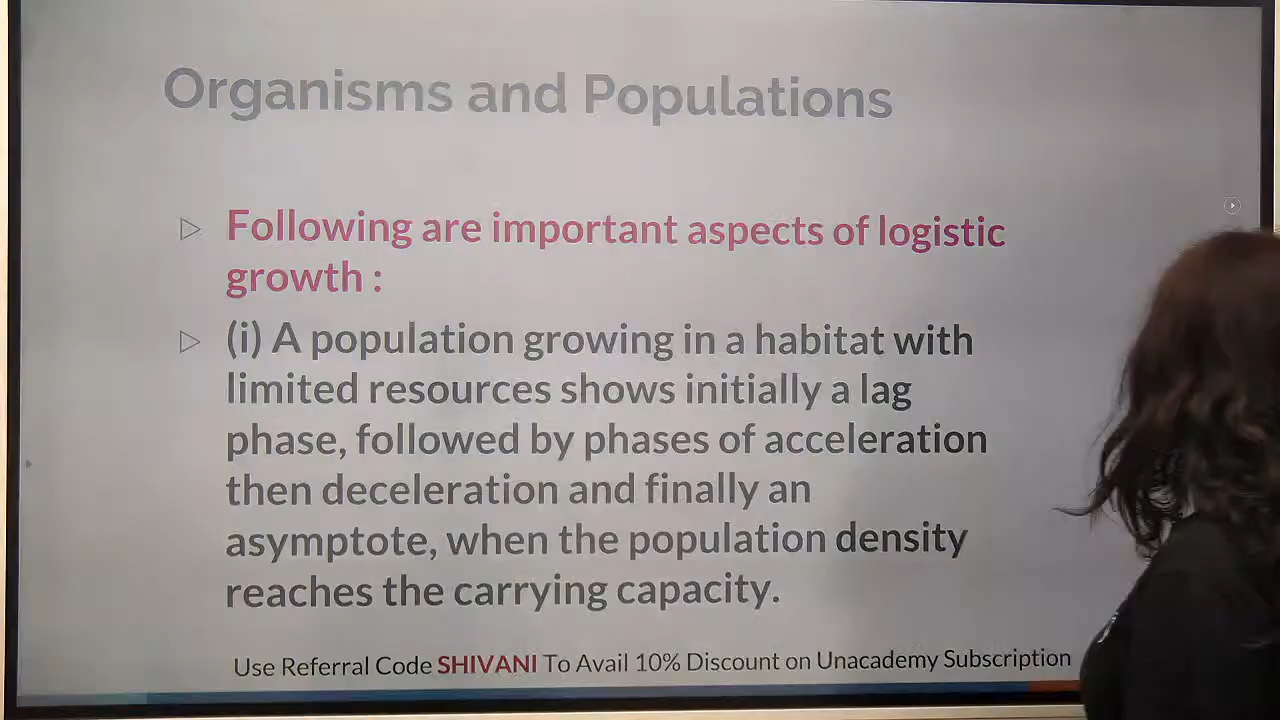 Organisms and Populations
Following are important aspects of logistic
growth :
(i) A population growing in a habitat with
limited resources shows initially a lag
phase, followed by phases of acceleration
then deceleration and finally an
asymptote, when the population density
reaches the carrying capacity.
Use Referral Code SHIVANI To Avail 10% Discount on Unacademy Subscription